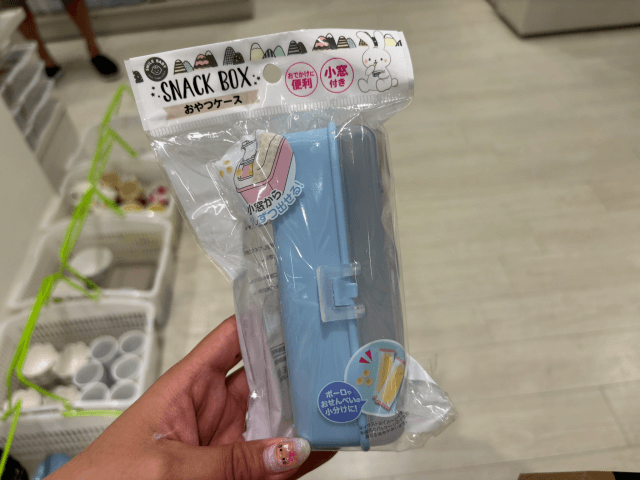 SNACK BOX
おやつケース
おでかけに
便利
小窓
付き
小窓から
ずつ出せる!
ボーロや
おせんべいの
小分けに!